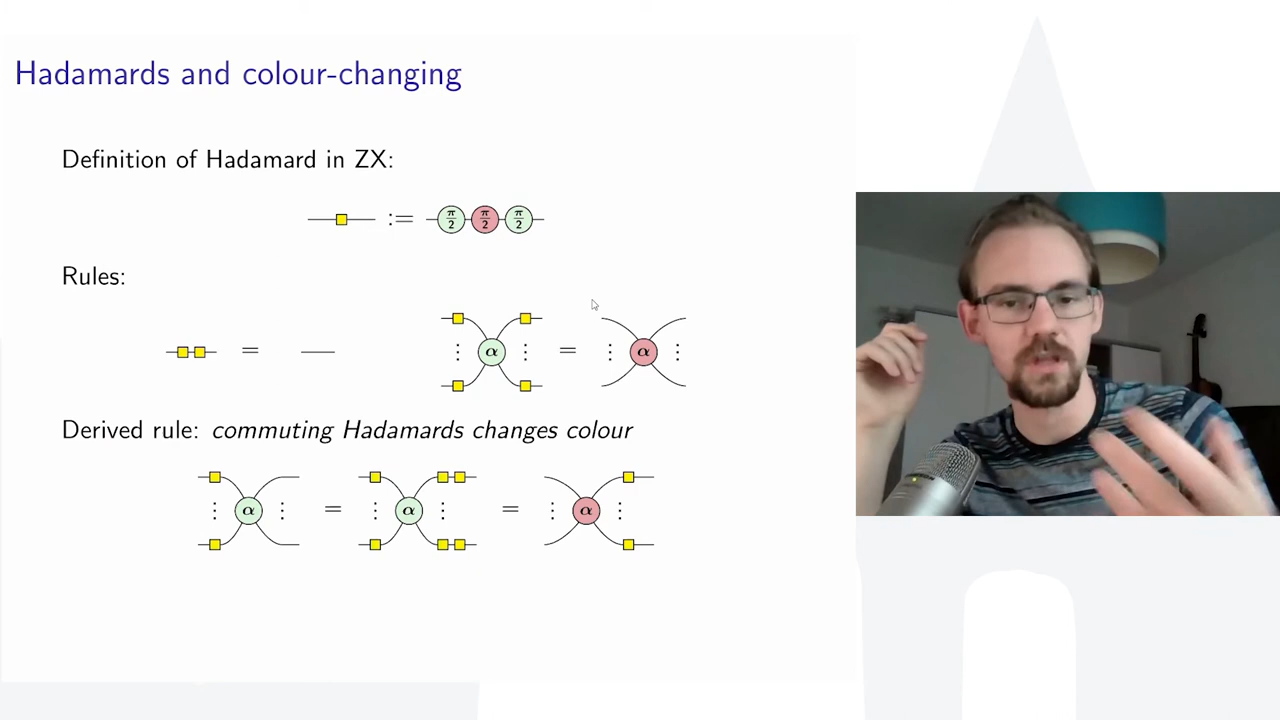 Hadamards and colour-changing
Definition of Hadamard in ZX:
:= π/2 π/2 π/2
Rules:
= α = α
Derived rule: commuting Hadamards changes colour
α = α = α